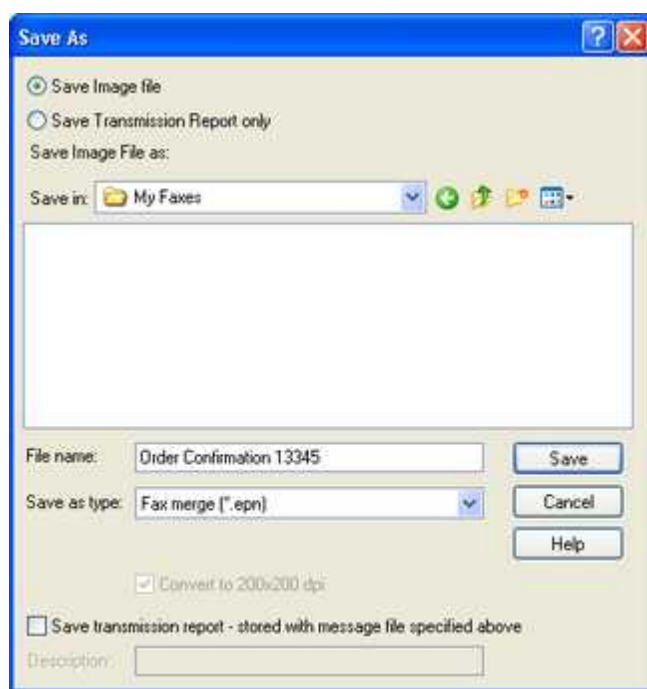 Save As
Save Image file
Save Transmission Report only
Save Image File as:
Save in: My Faxes
File name: Order Confirmation 13345 Save
Save as type: Fax merge (*.epn) Cancel
Help
Convert to 200x200 dpi
Save transmission report - stored with message file specified above
Description: